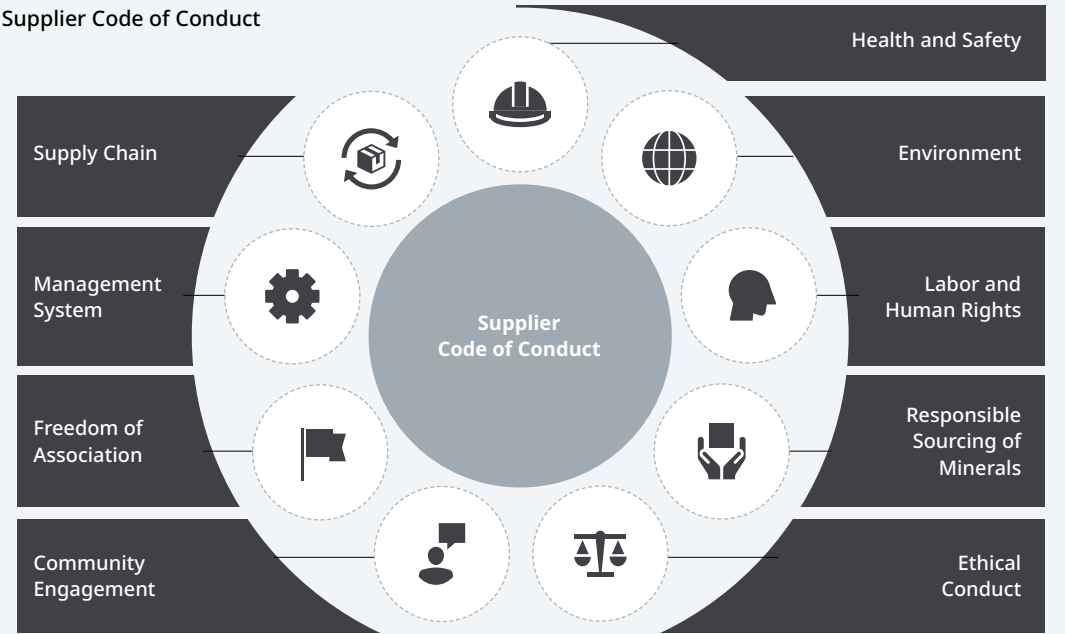 Supplier Code of Conduct
Health and Safety
Supply Chain
Environment
Management
System
Labor and
Human Rights
Supplier
Code of Conduct
Freedom of
Association
Responsible
Sourcing of
Minerals
Community
Engagement
Ethical
Conduct